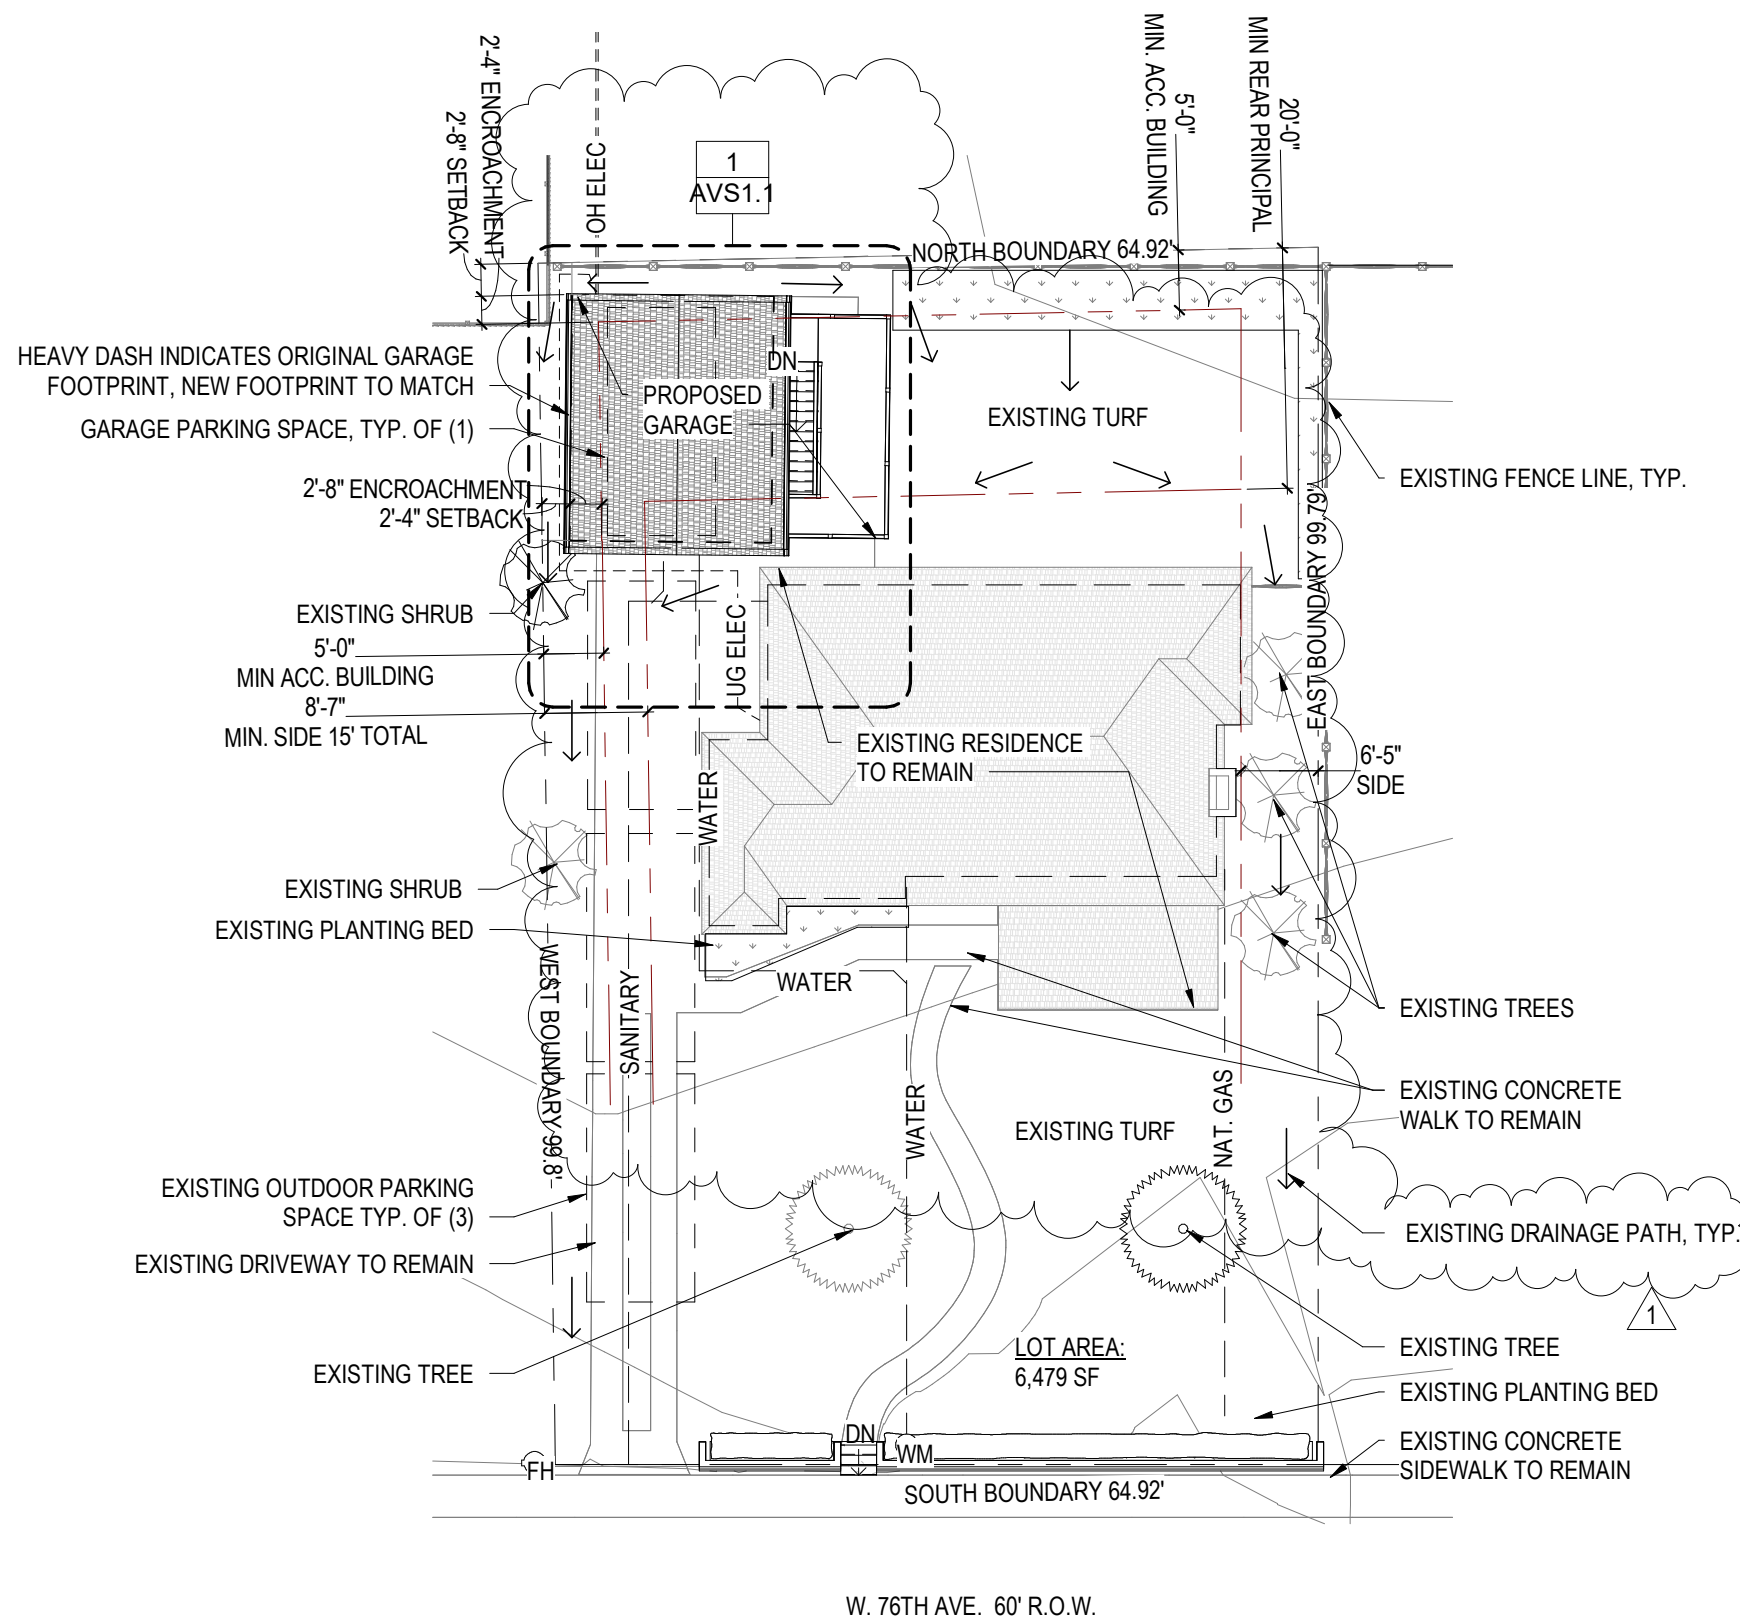 2'-4" ENCROACHMENT
2'-8" SETBACK
OH ELEC
1
AVS1.1
MIN. ACC. BUILDING
5'-0"
MIN REAR PRINCIPAL
20'-0"
NORTH BOUNDARY 64.92'
HEAVY DASH INDICATES ORIGINAL GARAGE
FOOTPRINT, NEW FOOTPRINT TO MATCH
GARAGE PARKING SPACE, TYP. OF (1)
DN
PROPOSED
GARAGE
EXISTING TURF
EXISTING FENCE LINE, TYP.
2'-8" ENCROACHMENT
2'-4" SETBACK
EAST BOUNDARY 99.79'
EXISTING SHRUB
5'-0"
MIN ACC. BUILDING
8'-7"
MIN. SIDE 15' TOTAL
UG ELEC
EXISTING RESIDENCE
TO REMAIN
WATER
6'-5"
SIDE
EXISTING SHRUB
EXISTING PLANTING BED
WEST BOUNDARY 99.8'
SANITARY
WATER
EXISTING TREES
EXISTING CONCRETE
WALK TO REMAIN
WATER
EXISTING TURF
NAT. GAS
EXISTING OUTDOOR PARKING
SPACE TYP. OF (3)
EXISTING DRIVEWAY TO REMAIN
EXISTING DRAINAGE PATH, TYP.
1
EXISTING TREE
LOT AREA:
6,479 SF
EXISTING TREE
EXISTING PLANTING BED
DN
WM
FH
EXISTING CONCRETE
SIDEWALK TO REMAIN
SOUTH BOUNDARY 64.92'
W. 76TH AVE. 60' R.O.W.